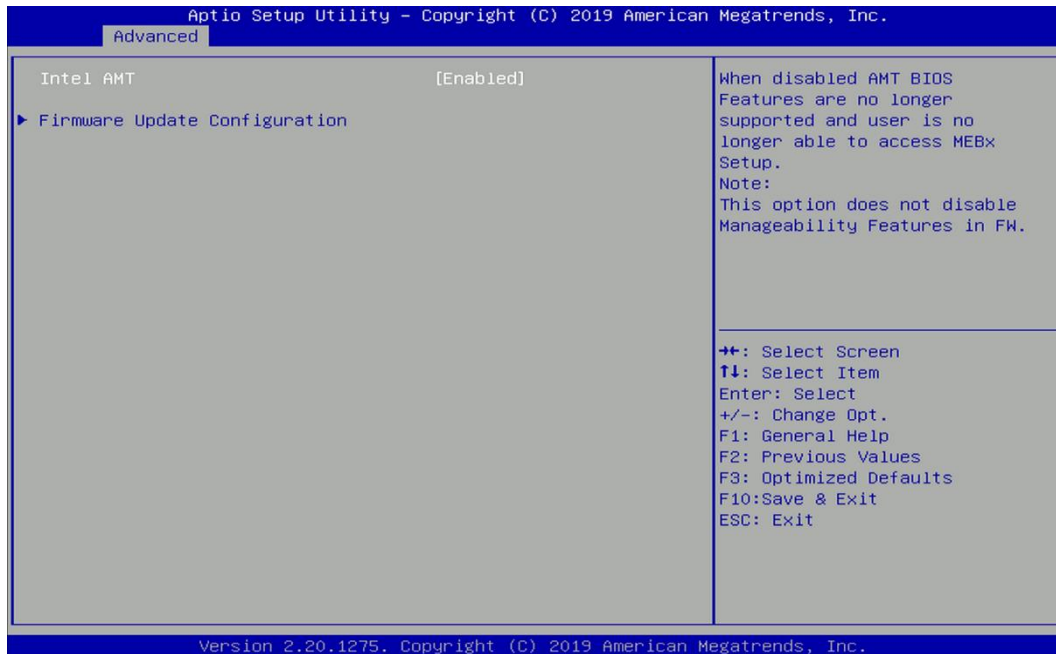 Aptio Setup Utility – Copyright (C) 2019 American Megatrends, Inc.
Advanced
Intel AMT [Enabled]
▶ Firmware Update Configuration
When disabled AMT BIOS
Features are no longer
supported and user is no
longer able to access MEBx
Setup.
Note:
This option does not disable
Manageability Features in FW.
→←: Select Screen
↑↓: Select Item
Enter: Select
+/-: Change Opt.
F1: General Help
F2: Previous Values
F3: Optimized Defaults
F10:Save & Exit
ESC: Exit
Version 2.20.1275. Copyright (C) 2019 American Megatrends, Inc.